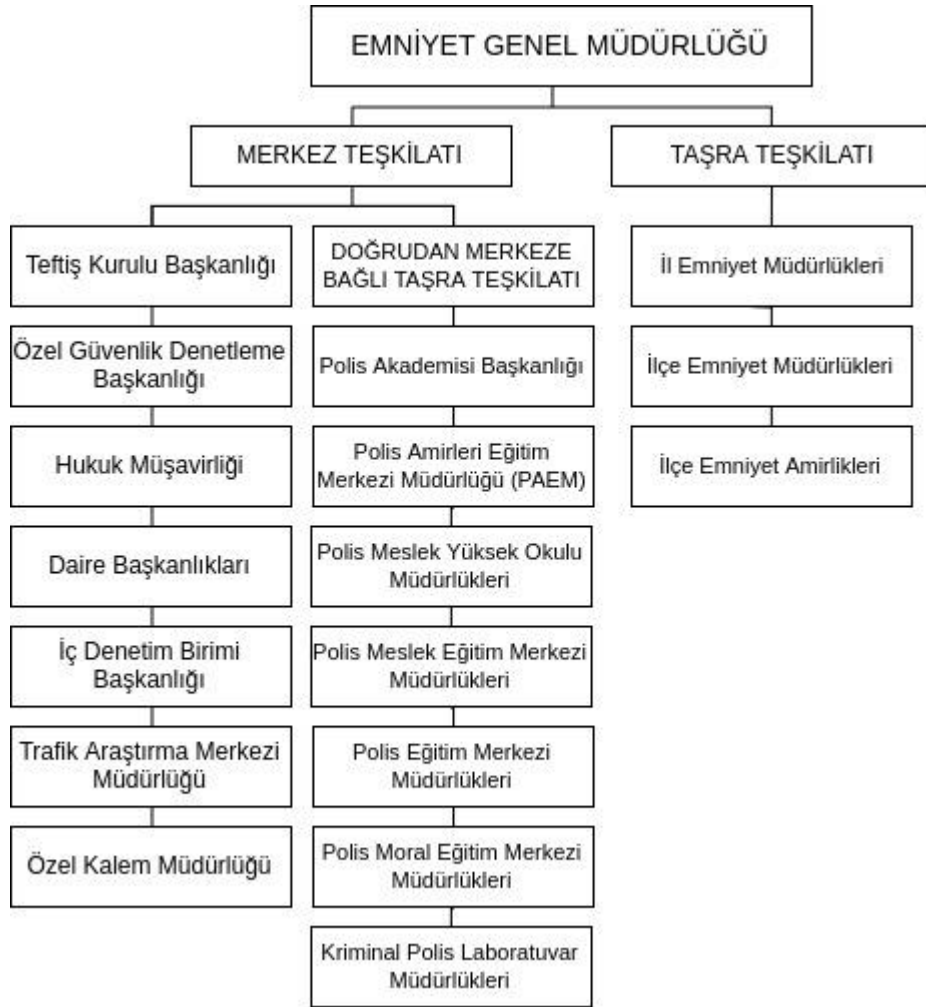 EMNİYET GENEL MÜDÜRLÜĞÜ
MERKEZ TEŞKİLATI
TAŞRA TEŞKİLATI
Teftiş Kurulu Başkanlığı
Özel Güvenlik Denetleme
Başkanlığı
Hukuk Müşavirliği
Daire Başkanlıkları
İç Denetim Birimi
Başkanlığı
Trafik Araştırma Merkezi
Müdürlüğü
Özel Kalem Müdürlüğü
DOĞRUDAN MERKEZE
BAĞLI TAŞRA TEŞKİLATI
Polis Akademisi Başkanlığı
Polis Amirleri Eğitim
Merkezi Müdürlüğü (PAEM)
Polis Meslek Yüksek Okulu
Müdürlükleri
Polis Meslek Eğitim Merkezi
Müdürlükleri
Polis Eğitim Merkezi
Müdürlükleri
Polis Moral Eğitim Merkezi
Müdürlükleri
Kriminal Polis Laboratuvar
Müdürlükleri
İl Emniyet Müdürlükleri
İlçe Emniyet Müdürlükleri
İlçe Emniyet Amirlikleri